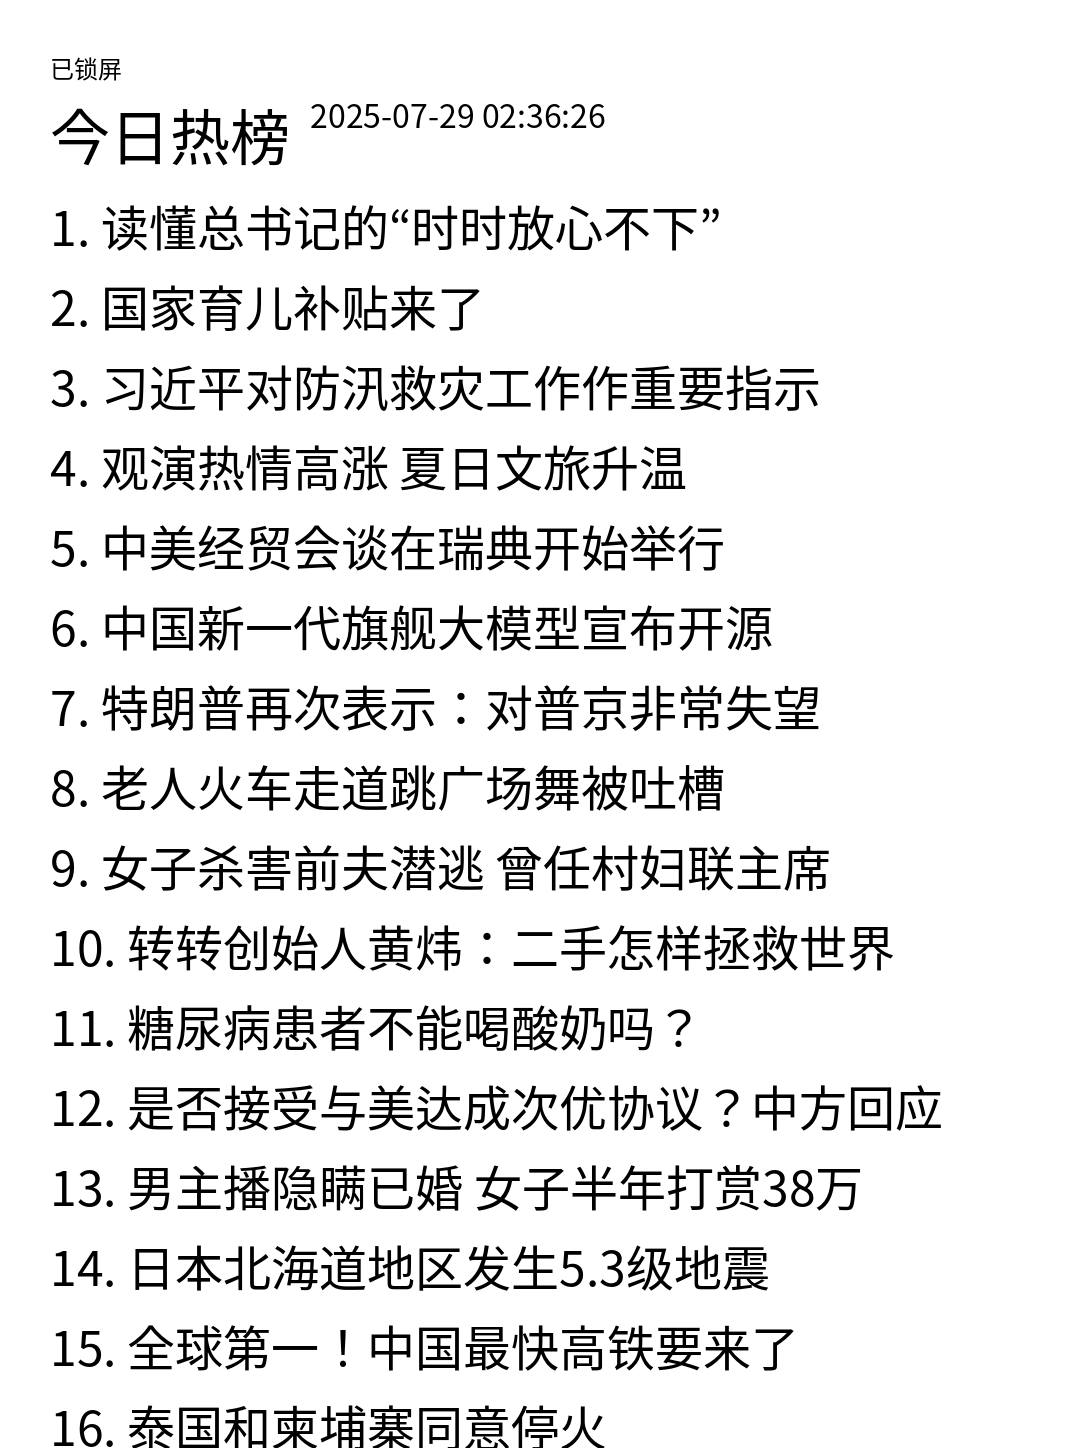 已锁屏
今日热榜 2025-07-29 02:36:26
1. 读懂总书记的“时时放心不下”
2. 国家育儿补贴来了
3. 习近平对防汛救灾工作作重要指示
4. 观演热情高涨 夏日文旅升温
5. 中美经贸会谈在瑞典开始举行
6. 中国新一代旗舰大模型宣布开源
7. 特朗普再次表示：对普京非常失望
8. 老人火车走道跳广场舞被吐槽
9. 女子杀害前夫潜逃 曾任村妇联主席
10. 转转创始人黄炜：二手怎样拯救世界
11. 糖尿病患者不能喝酸奶吗？
12. 是否接受与美达成次优协议？中方回应
13. 男主播隐瞒已婚 女子半年打赏38万
14. 日本北海道地区发生5.3级地震
15. 全球第一！中国最快高铁要来了
16. 泰国和柬埔寨同意停火